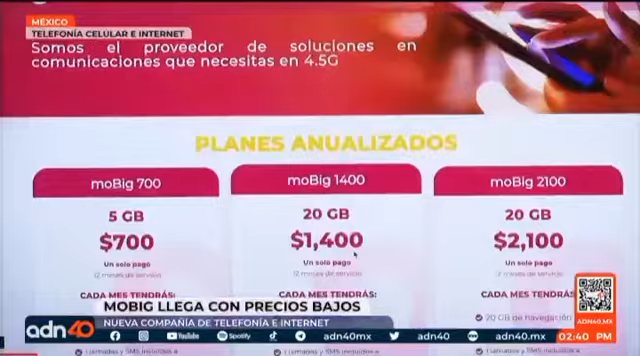 MÉXICO
TELEFONÍA CELULAR E INTERNET
Somos el proveedor de soluciones en
comunicaciones que necesitas en 4.5G
PLANES ANUALIZADOS
moBig 700
5 GB
$700
Un solo pago
12 meses de servicio
CADA MES TENDRÁS:
moBig 1400
20 GB
$1,400
Un solo pago
12 meses de servicio
CADA MES TENDRÁS:
moBig 2100
20 GB
$2,100
Un solo pago
12 meses de servicio
CADA MES TENDRÁS:
20 GB de navegación
MOBIG LLEGA CON PRECIOS BAJOS
NUEVA COMPAÑÍA DE TELEFONÍA E INTERNET
adn40
YouTube
Spotify
adn40mx
adn40
adn40mx
ADN40.MX
02:40 PM